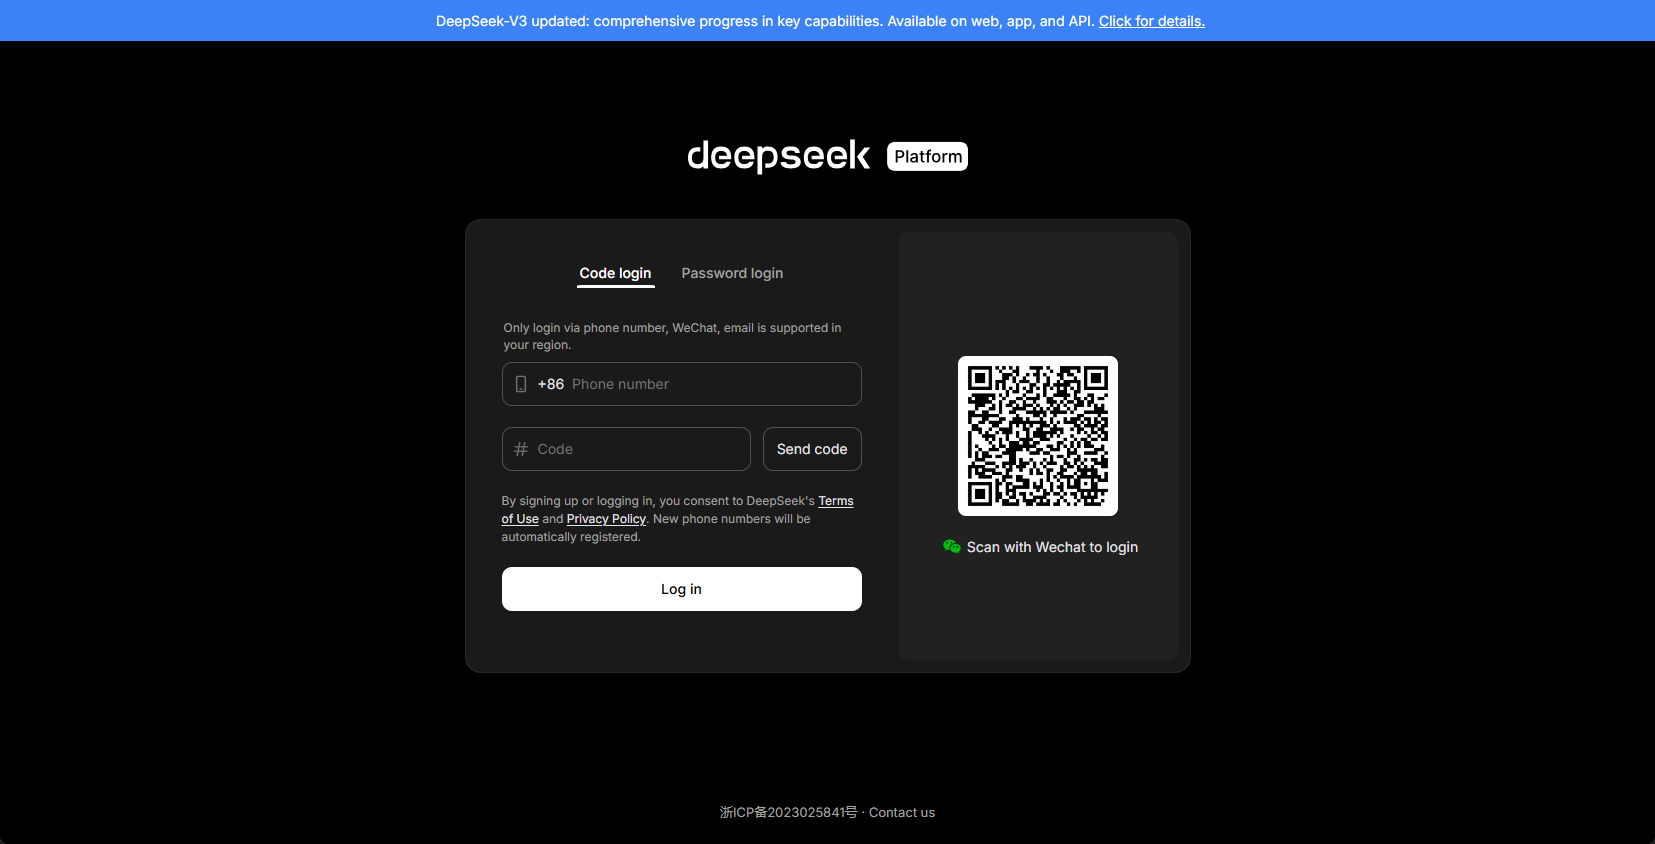 DeepSeek-V3 updated: comprehensive progress in key capabilities. Available on web, app, and API. Click for details.
deepseek Platform
Code login Password login
Only login via phone number, WeChat, email is supported in
your region.
+86 Phone number
Code Send code
By signing up or logging in, you consent to DeepSeek's Terms
of Use and Privacy Policy. New phone numbers will be
automatically registered.
Log in
Scan with Wechat to login
浙ICP备2023025841号 · Contact us